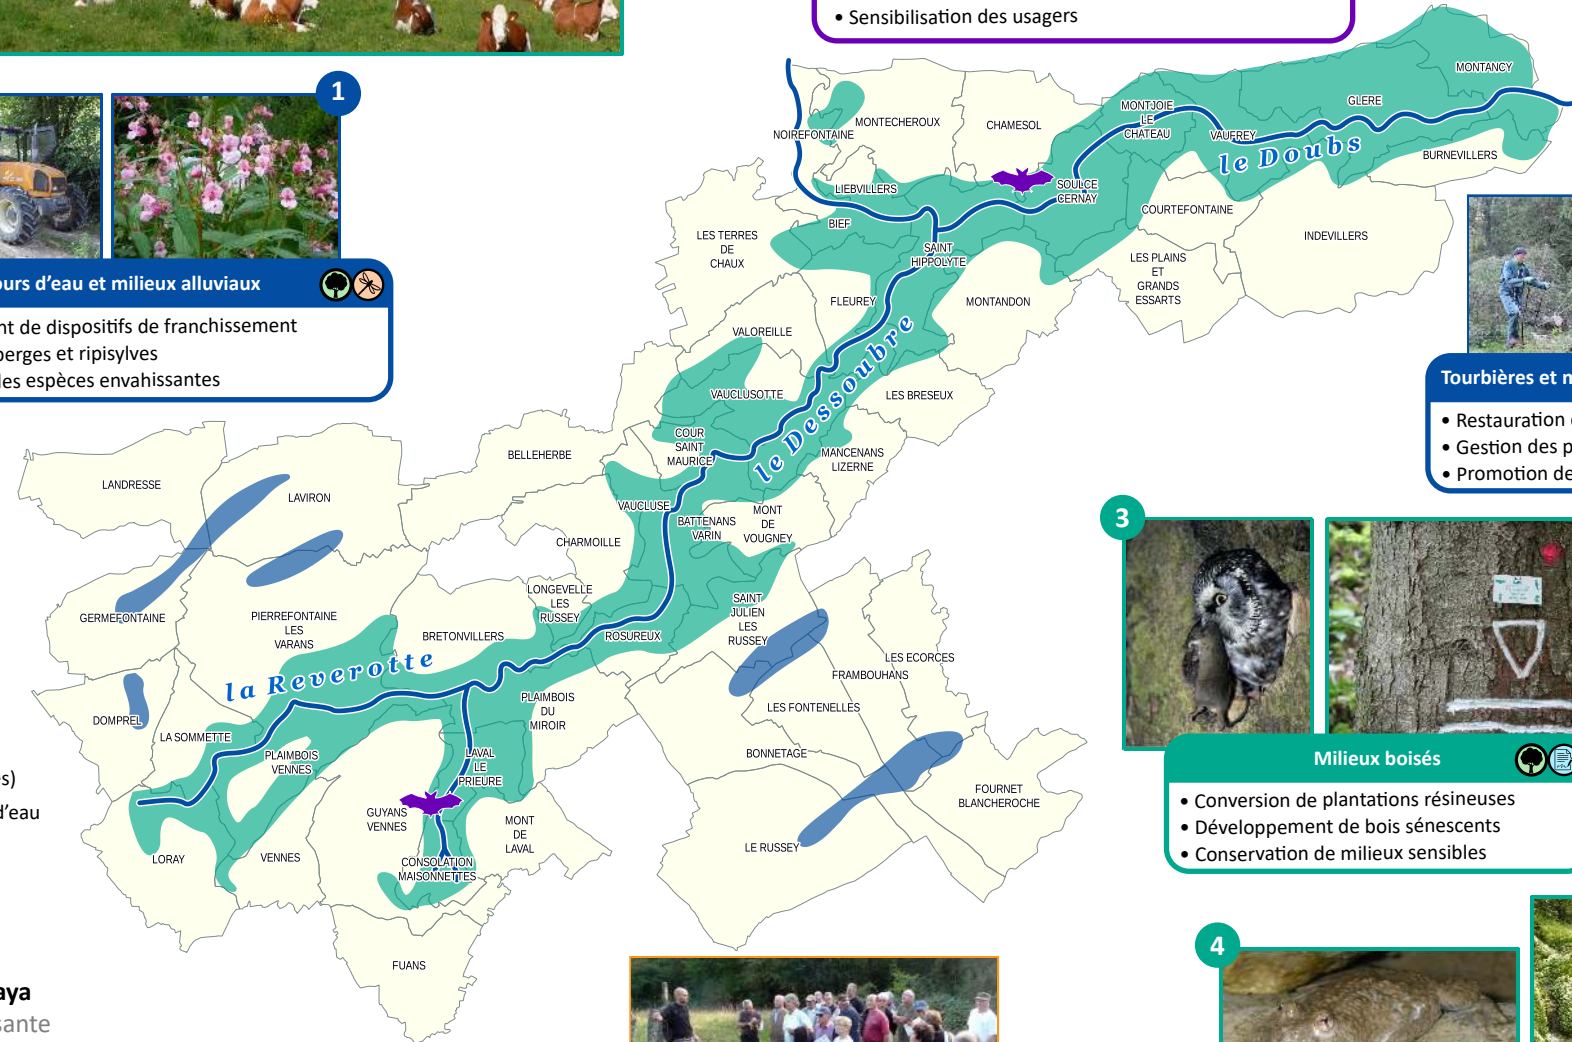 • Sensibilisation des usagers
1
ours d'eau et milieux alluviaux
nt de dispositifs de franchissement
berges et ripisylves
les espèces envahissantes
MONTANCY
GLERE
MONTJOIE
LE
CHATEAU
VAUFREY
le Doubs
BURNEVILLERS
NOIREFONTAINE
MONTECHEROUX
CHAMESOL
LIEBVILLERS
SOULCE
CERNAY
BIEF
COURTEFONTAINE
INDEVILLERS
LES TERRES
DE
CHAUX
SAINT
HIPPOLYTE
LES PLAINS
ET
GRANDS
ESSARTS
FLEUREY
MONTANDON
VALOREILLE
le Dessoubre
VAUCLUSOTTE
LES BRESEUX
COUR
SAINT
MAURICE
MANCENANS
LIZERNE
BELLEHERBE
LANDRESSE
LAVIRON
VAUCLUSE
BATTENANS
VARIN
MONT
DE
VOUGNEY
CHARMOILLE
GERMEFONTAINE
PIERREFONTAINE
LES
VARANS
LONGEVELLE
LES
RUSSEY
BRETONVILLERS
ROSUREUX
SAINT
JULIEN
LES
RUSSEY
LES ECORCES
FRAMBOUHANS
la Reverotte
PLAIMBOIS
DU
MIROIR
LES FONTENELLES
DOMPREL
LA SOMMETTE
PLAIMBOIS
VENNES
LAVAL
LE
PRIEURE
BONNETAGE
FOURNET
BLANCHEROCHE
GUYANS
VENNES
MONT
DE
LAVAL
LE RUSSEY
LORAY
VENNES
CONSOLATION
MAISONNETTES
FUANS
Tourbières et m
• Restauration
• Gestion des p
• Promotion de
3
Milieux boisés
• Conversion de plantations résineuses
• Développement de bois sénescents
• Conservation de milieux sensibles
4
es)
d'eau
aya
sante